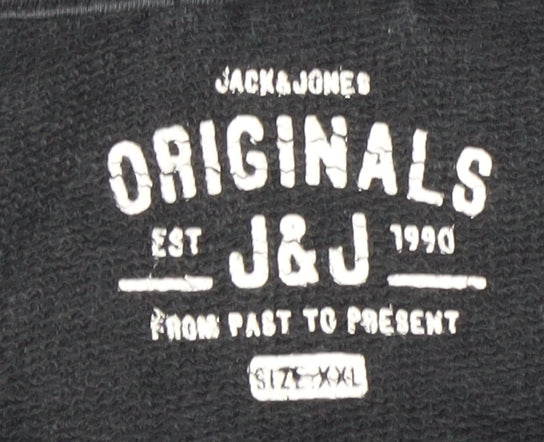 JACK&JONES
ORIGINALS
EST J&J 1990
FROM PAST TO PRESENT
SIZE:XXL